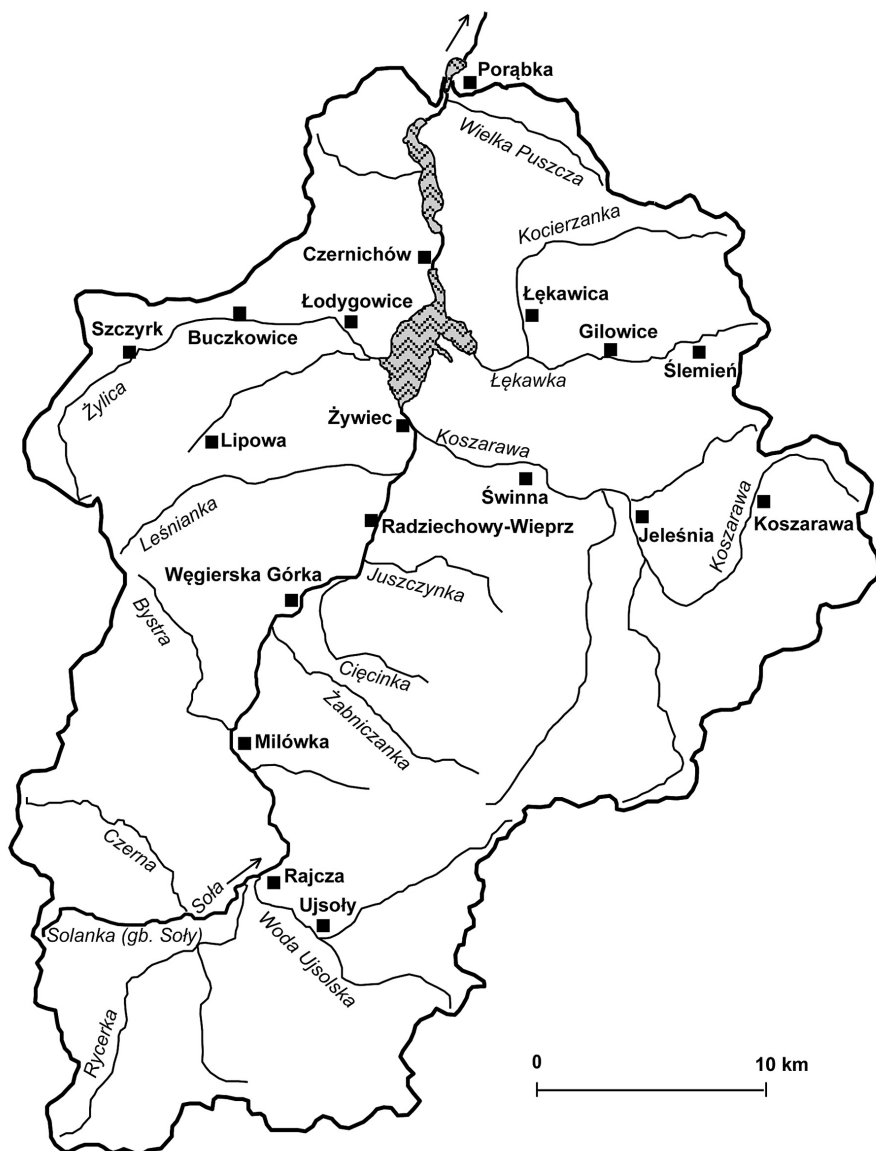 Porąbka
Wielka Puszcza
Kocierzanka
Czernichów
Łodygowice
Łękawica
Szczyrk
Buczkowice
Gilowice
Ślemień
Łękawka
Żylica
Żywiec
Lipowa
Koszarawa
Świnna
Leśnianka
Radziechowy-Wieprz
Jeleśnia
Koszarawa
Koszarawa
Węgierska Górka
Juszczynka
Bystra
Cięcinka
Żabniczanka
Milówka
Czerna
Soła
Rajcza
Ujsoły
Solanka (gb. Soły)
Woda Ujsolska
Rycerka
0
10 km